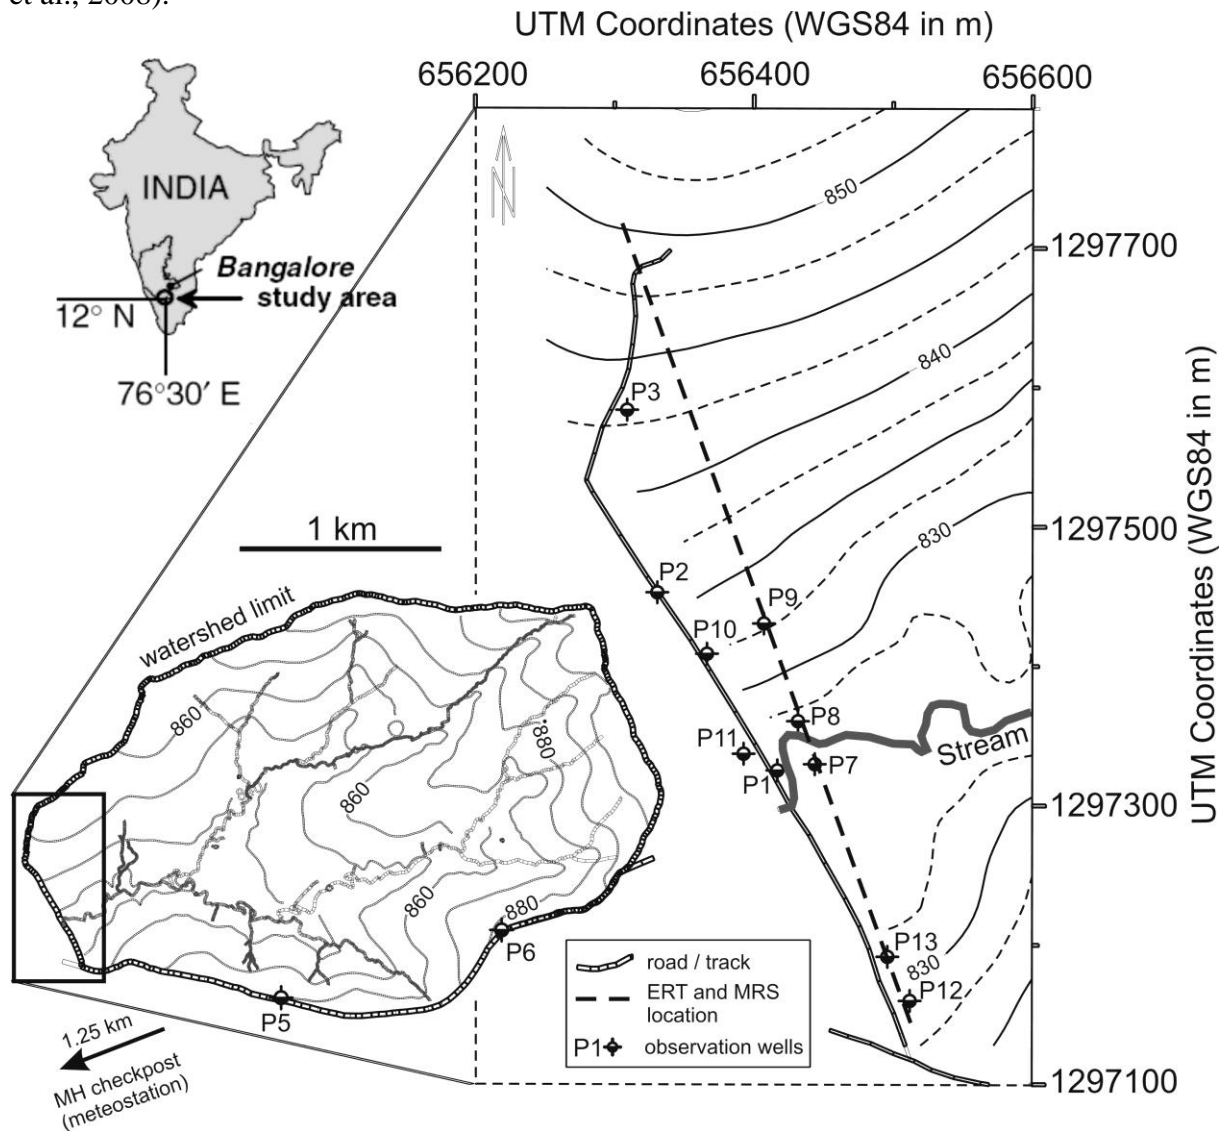 et al., 2008).
UTM Coordinates (WGS84 in m)
656200
656400
656600
N
INDIA
Bangalore
study area
12° N
76°30′ E
850
1297700
840
P3
1 km
1297500
830
UTM Coordinates (WGS84 in m)
P2
P9
P10
watershed limit
P8
P11
P7
P1
Stream
1297300
860
880
860
860
880
P6
P5
P13
830
P12
1.25 km
MH checkpost
(meteostation)
road / track
ERT and MRS
location
P1 observation wells
1297100